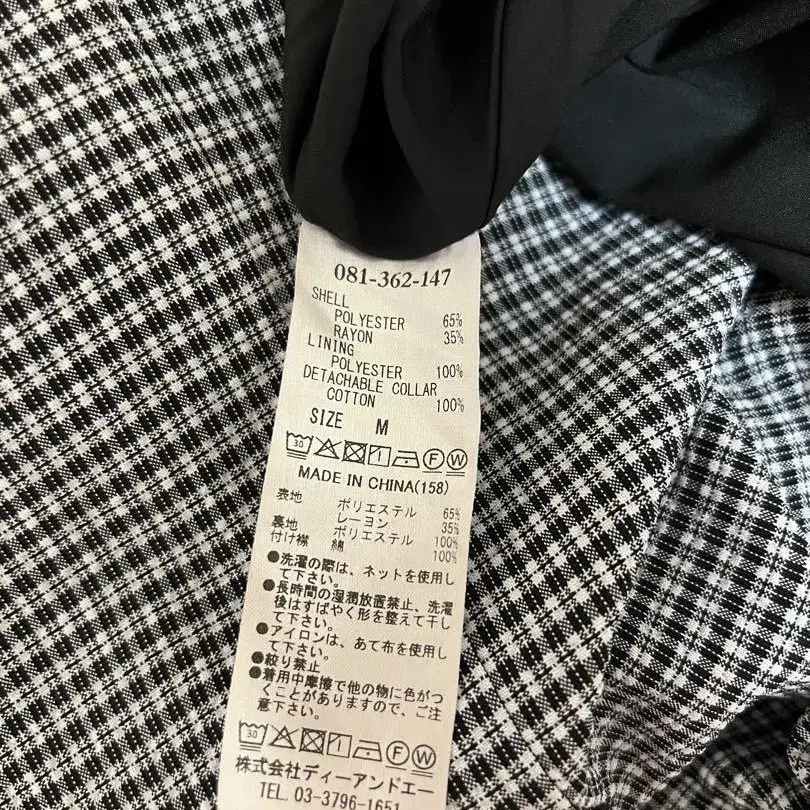 081-362-147
SHELL
POLYESTER 65%
RAYON 35%
LINING
POLYESTER 100%
DETACHABLE COLLAR
COTTON 100%
SIZE M
30 F W
MADE IN CHINA(158)
表地 ポリエステル 65%
レーヨン 35%
裏地 ポリエステル 100%
付け襟 綿 100%
●洗濯の際は、ネットを使用し
て下さい。
●長時間の湿潤放置禁止、洗濯
後はすばやく形を整えて干し
て下さい。
●アイロンは、あて布を使用し
て下さい。
●絞り禁止
●着用中摩擦で他の物に色がつ
くことがありますので、ご注
意下さい。
30 F W
株式会社ディーアンドエー
TEL. 03-3796-1651